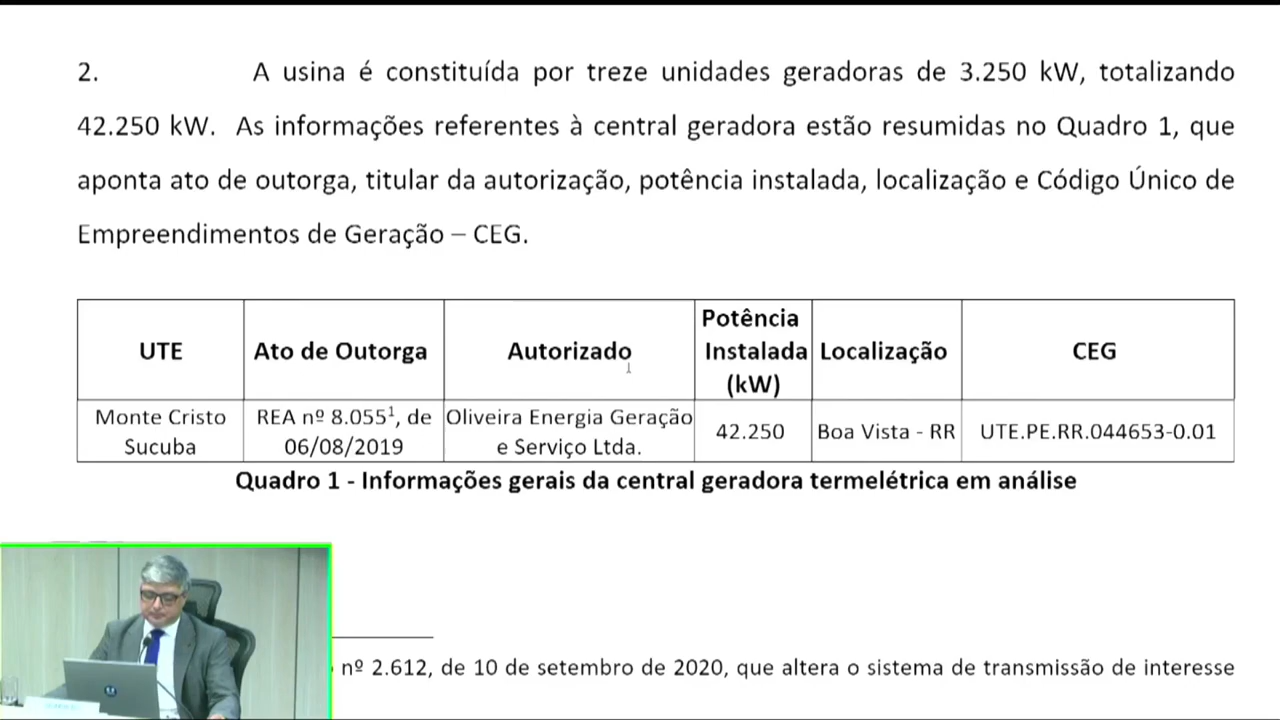 2. A usina é constituída por treze unidades geradoras de 3.250 kW, totalizando
42.250 kW. As informações referentes à central geradora estão resumidas no Quadro 1, que
aponta ato de outorga, titular da autorização, potência instalada, localização e Código Único de
Empreendimentos de Geração – CEG.
UTE
Ato de Outorga
Autorizado
Potência
Instalada
(kW)
Localização
CEG
Monte Cristo
Sucuba
REA nº 8.055¹, de
06/08/2019
Oliveira Energia Geração
e Serviço Ltda.
42.250
Boa Vista - RR
UTE.PE.RR.044653-0.01
Quadro 1 - Informações gerais da central geradora termelétrica em análise
nº 2.612, de 10 de setembro de 2020, que altera o sistema de transmissão de interesse